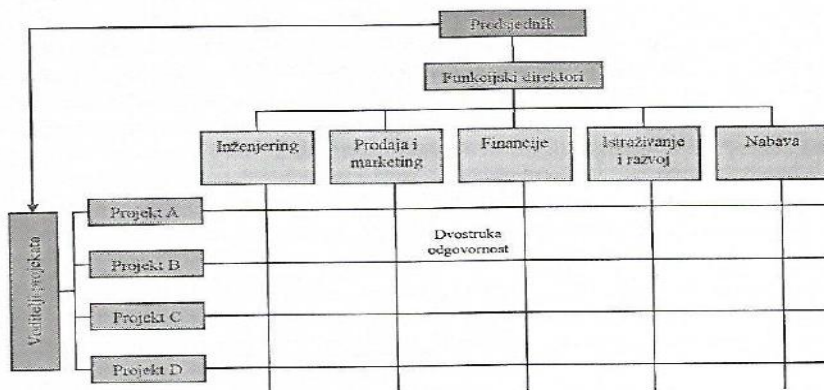 Predsjednik
Funkcijski direktori
Inženjering
Prodaja i
marketing
Financije
Istraživanje
i razvoj
Nabava
Voditelji projekata
Projekt A
Projekt B
Projekt C
Projekt D
Dvostruka
odgovornost